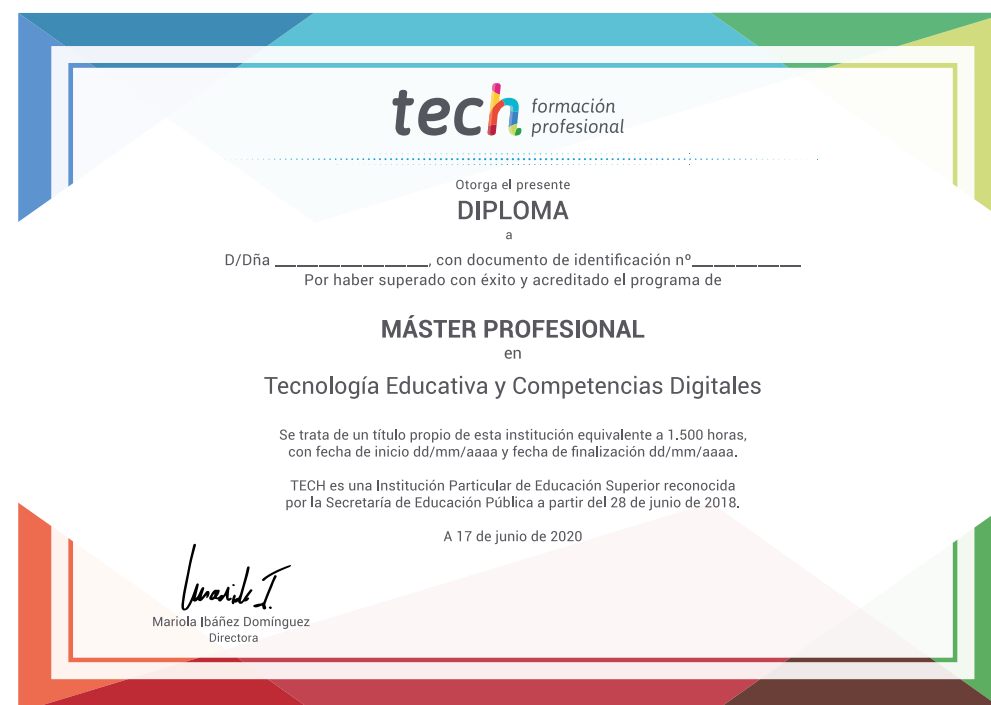 tech formación
profesional
Otorga el presente
DIPLOMA
a
D/Dña ______________, con documento de identificación nº__________
Por haber superado con éxito y acreditado el programa de
MÁSTER PROFESIONAL
en
Tecnología Educativa y Competencias Digitales
Se trata de un título propio de esta institución equivalente a 1.500 horas,
con fecha de inicio dd/mm/aaaa y fecha de finalización dd/mm/aaaa.
TECH es una Institución Particular de Educación Superior reconocida
por la Secretaría de Educación Pública a partir del 28 de junio de 2018.
A 17 de junio de 2020
Mariola I.
Mariola Ibáñez Domínguez
Directora